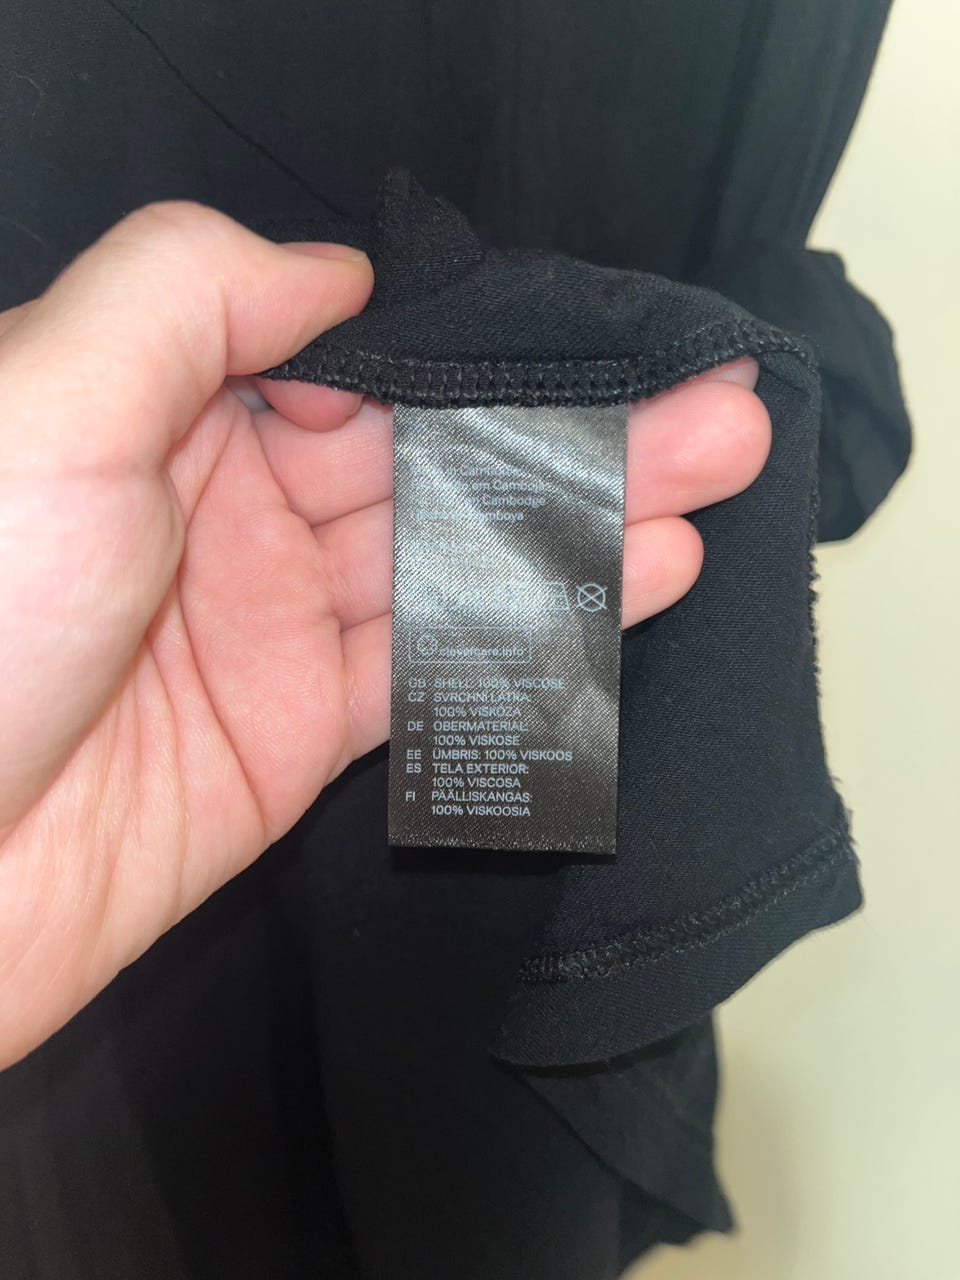 Cambodge
clevercare.info
GB SHELL: 100% VISCOSE
CZ SVRCHNÍ LÁTKA:
100% VISKÓZA
DE OBERMATERIAL:
100% VISKOSE
EE ÜMBRIS: 100% VISKOOS
ES TELA EXTERIOR:
100% VISCOSA
FI PÄÄLLISKANGAS:
100% VISKOOSIA